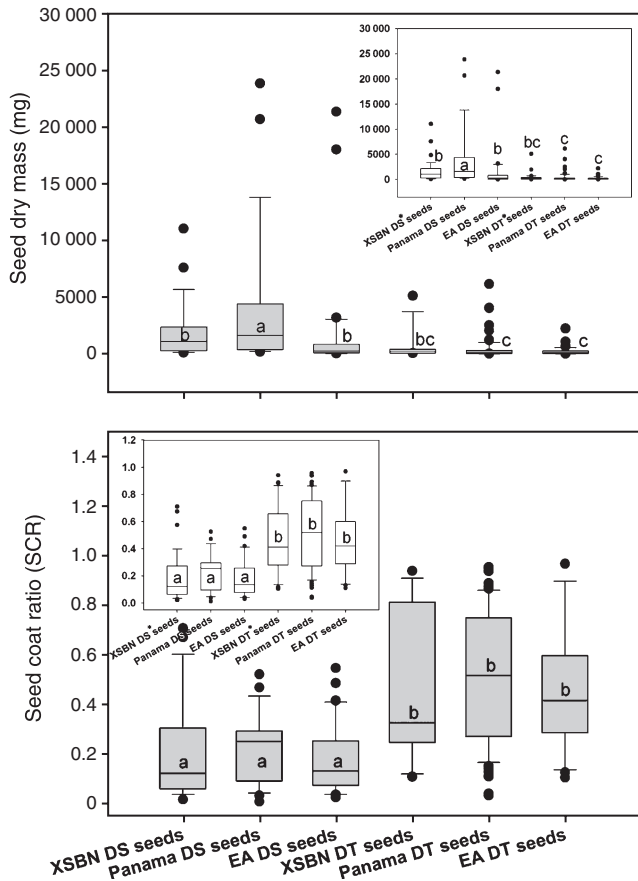 Seed dry mass (mg)
30 000
25 000
20 000
15 000
10 000
5000
0
b
a
b
bc
c
c
30 000
25 000
20 000
15 000
10 000
5000
0
b
a
b
bc
c
c
XSBN*DS seeds
Panama DS seeds
EA DS seeds
XSBN*DT seeds
Panama DT seeds
EA DT seeds
Seed coat ratio (SCR)
1.4
1.2
1.0
0.8
0.6
0.4
0.2
0
a
a
a
b
b
b
1.2
1.0
0.8
0.6
0.4
0.2
0.0
a
a
a
b
b
b
XSBN*DS seeds
Panama DS seeds
EA DS seeds
XSBN*DT seeds
Panama DT seeds
EA DT seeds
XSBN DS seeds
Panama DS seeds
EA DS seeds
XSBN DT seeds
Panama DT seeds
EA DT seeds